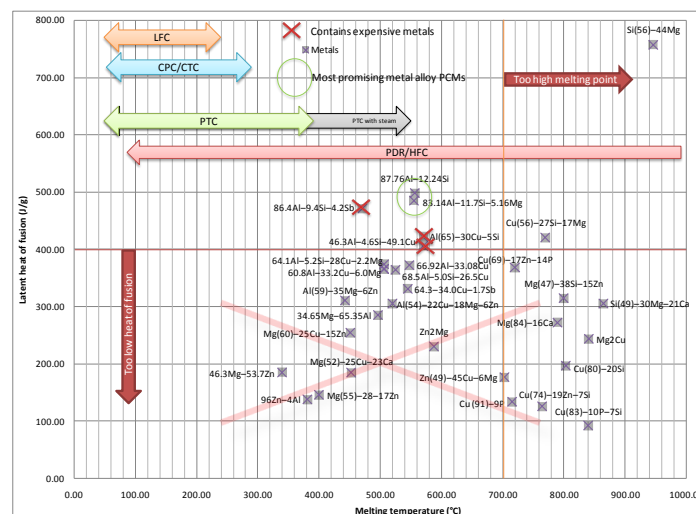 800.00
700.00
600.00
500.00
400.00
300.00
200.00
100.00
0.00
Latent heat of fusion (J/g)
LFC
CPC/CTC
PTC
PTC with steam
PDR/HFC
Contains expensive metals
Metals
Most promising metal alloy PCMs
Too high melting point
Too low heat of fusion
Si(56)–44Mg
87.76Al–12.24Si
83.14Al–11.7Si–5.16Mg
86.4Al–9.4Si–4.2Sb
Al(65)–30Cu–5Si
46.3Al–4.6Si–49.1Cu
Cu(56)–27Si–17Mg
64.1Al–5.2Si–28Cu–2.2Mg
66.92Al–33.08Cu
Cu(69)–17Zn–14P
60.8Al–33.2Cu–6.0Mg
68.5Al–5.0Si–26.5Cu
Al(59)–35Mg–6Zn
64.3–34.0Cu–1.7Sb
Mg(47)–38Si–15Zn
Al(54)–22Cu–18Mg–6Zn
Si(49)–30Mg–21Ca
34.65Mg–65.35Al
Mg(84)–16Ca
Mg(60)–25Cu–15Zn
Zn2Mg
Mg2Cu
46.3Mg–53.7Zn
Mg(52)–25Cu–23Ca
Zn(49)–45Cu–6Mg
Cu(80)–20Si
96Zn–4Al
Mg(55)–28–17Zn
Cu (91)–9P
Cu(74)–19Zn–7Si
Cu(83)–10P–7Si
0.00 100.00 200.00 300.00 400.00 500.00 600.00 700.00 800.00 900.00 1000.00
Melting temperature (°C)